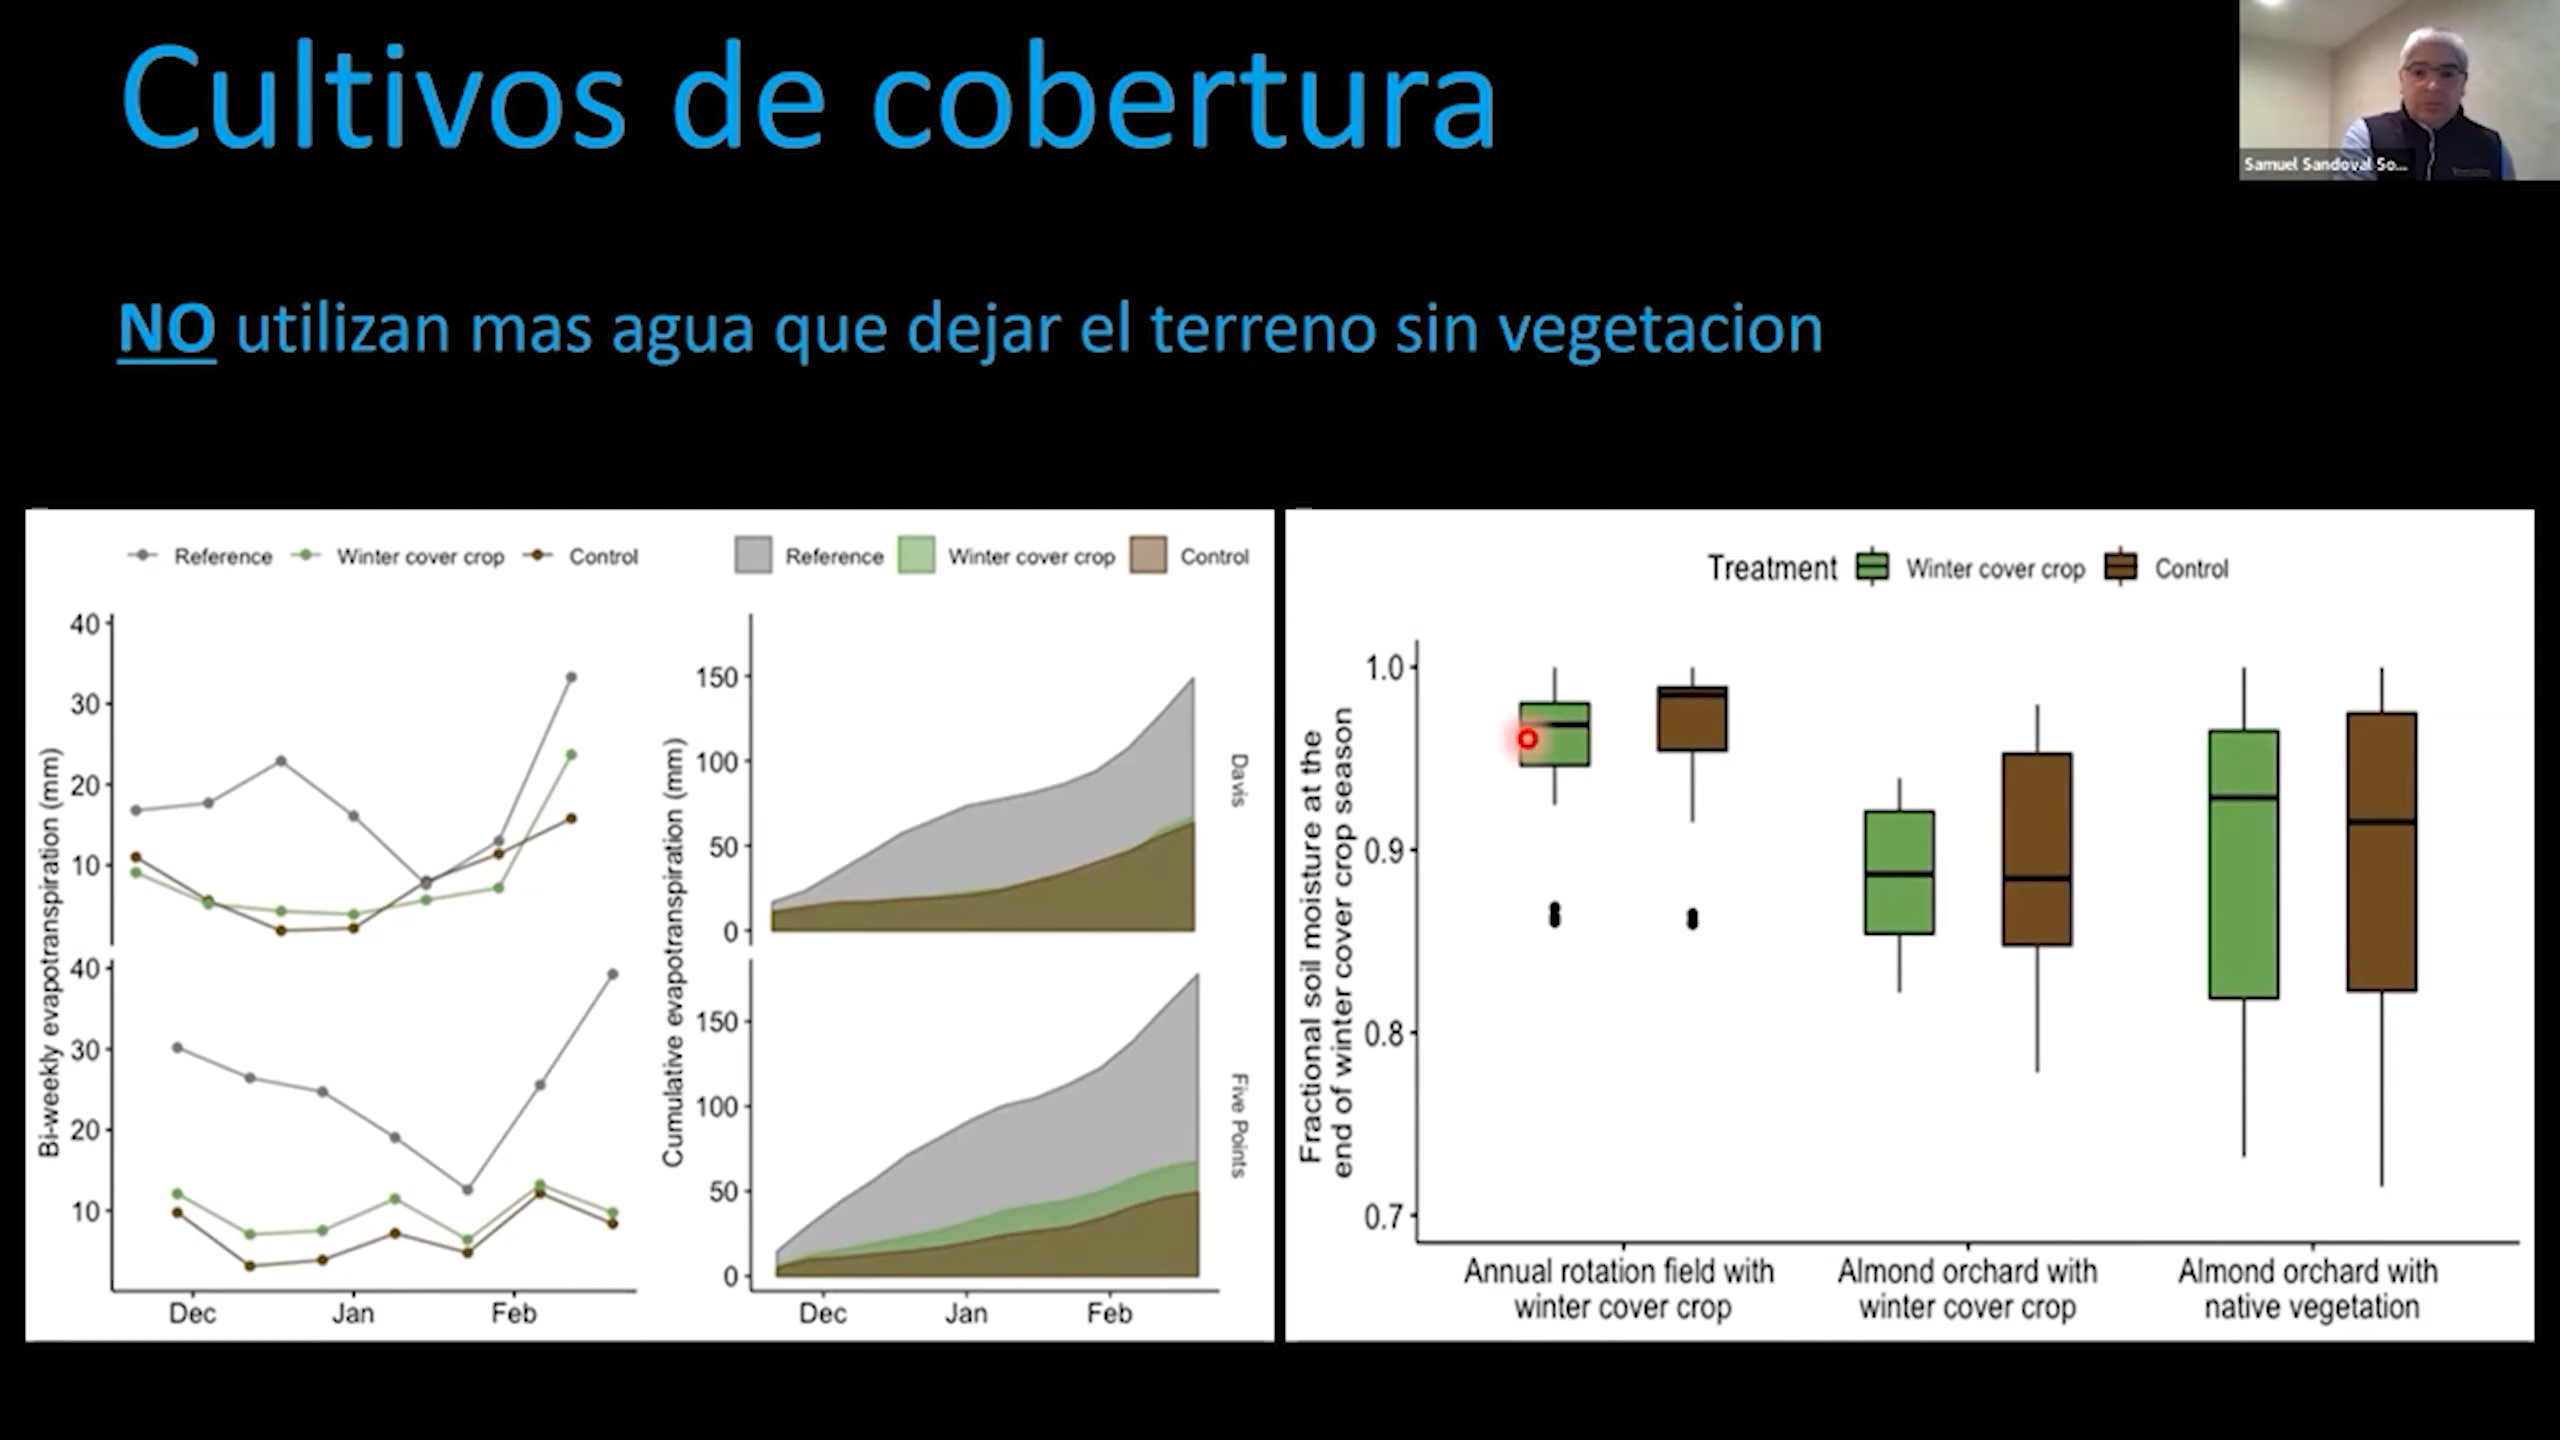 Cultivos de cobertura
Samuel Sandoval So...
NO utilizan mas agua que dejar el terreno sin vegetacion
Reference Winter cover crop Control
Reference Winter cover crop Control
Bi-weekly evapotranspiration (mm)
40
30
20
10
40
30
20
10
Dec Jan Feb
Cumulative evapotranspiration (mm)
150
100
50
0
Davis
150
100
50
0
Five Points
Dec Jan Feb
Treatment Winter cover crop Control
Fractional soil moisture at the
end of winter cover crop season
1.0
0.9
0.8
0.7
Annual rotation field with
winter cover crop
Almond orchard with
winter cover crop
Almond orchard with
native vegetation